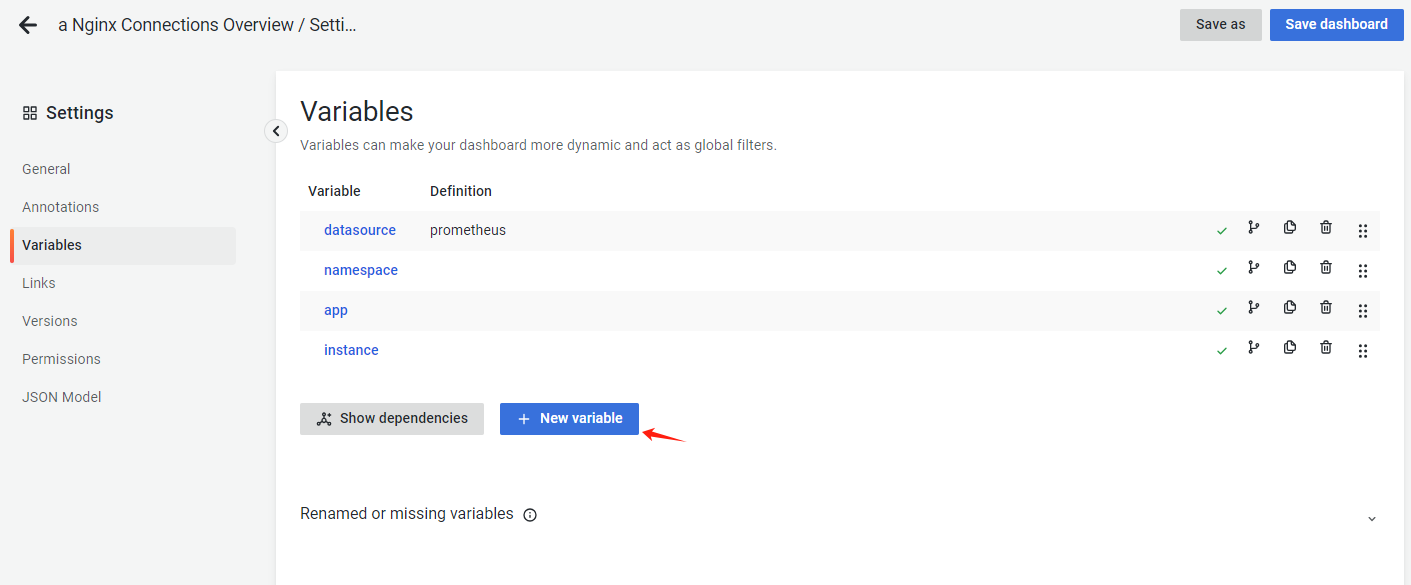 a Nginx Connections Overview / Setti...
Save as
Save dashboard
Settings
General
Annotations
Variables
Links
Versions
Permissions
JSON Model
Variables
Variables can make your dashboard more dynamic and act as global filters.
Variable Definition
datasource prometheus
namespace
app
instance
Show dependencies
New variable
Renamed or missing variables